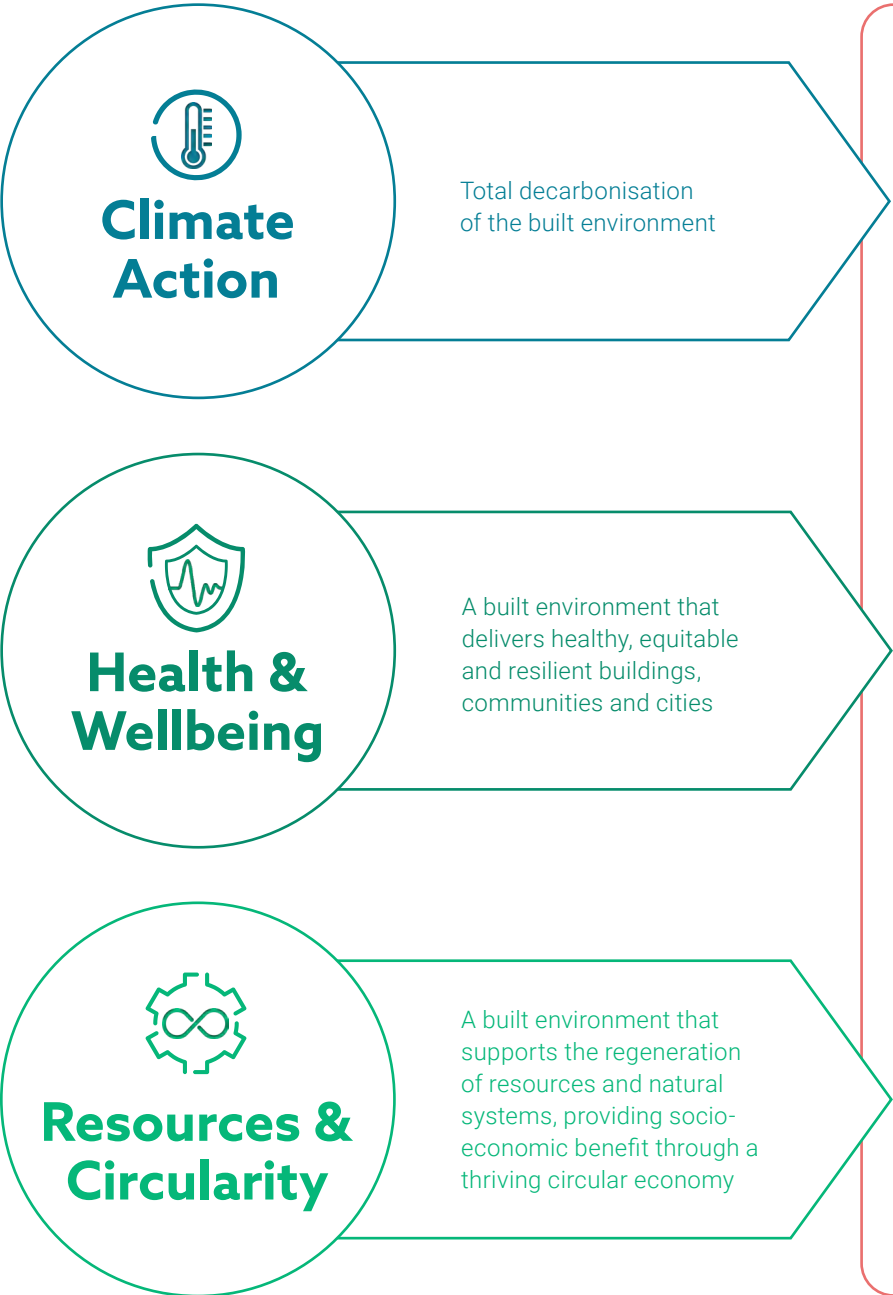 Climate
Action
Total decarbonisation
of the built environment
Health &
Wellbeing
A built environment that
delivers healthy, equitable
and resilient buildings,
communities and cities
Resources &
Circularity
A built environment that
supports the regeneration
of resources and natural
systems, providing socio-
economic benefit through a
thriving circular economy